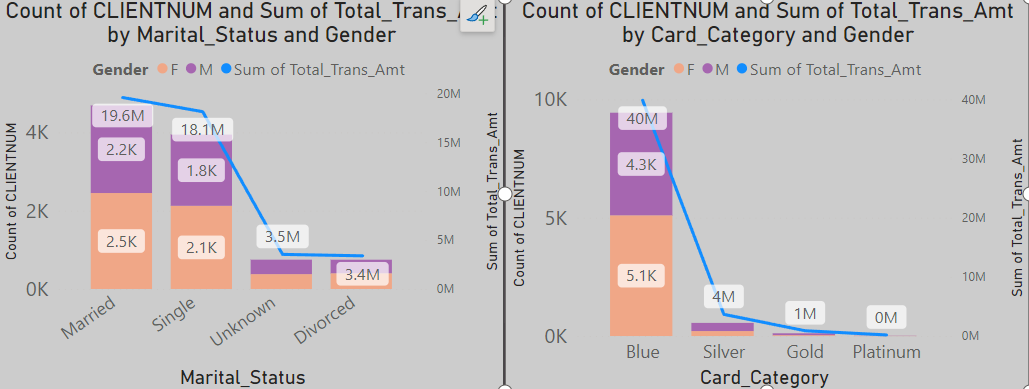 Count of CLIENTNUM and Sum of Total_Trans_Amt
by Marital_Status and Gender
Gender F M Sum of Total_Trans_Amt
20M
19.6M
18.1M
4K
2.2K
15M
1.8K
10M
2K
2.5K
2.1K
5M
3.5M
3.4M
0K
0M
Married
Single
Unknown
Divorced
Count of CLIENTNUM
Sum of Total_Trans_Amt
Marital_Status
Count of CLIENTNUM and Sum of Total_Trans_Amt
by Card_Category and Gender
Gender F M Sum of Total_Trans_Amt
10K
40M
40M
4.3K
30M
5K
20M
5.1K
10M
4M
1M
0M
0K
0M
Blue
Silver
Gold
Platinum
Count of CLIENTNUM
Sum of Total_Trans_Amt
Card_Category